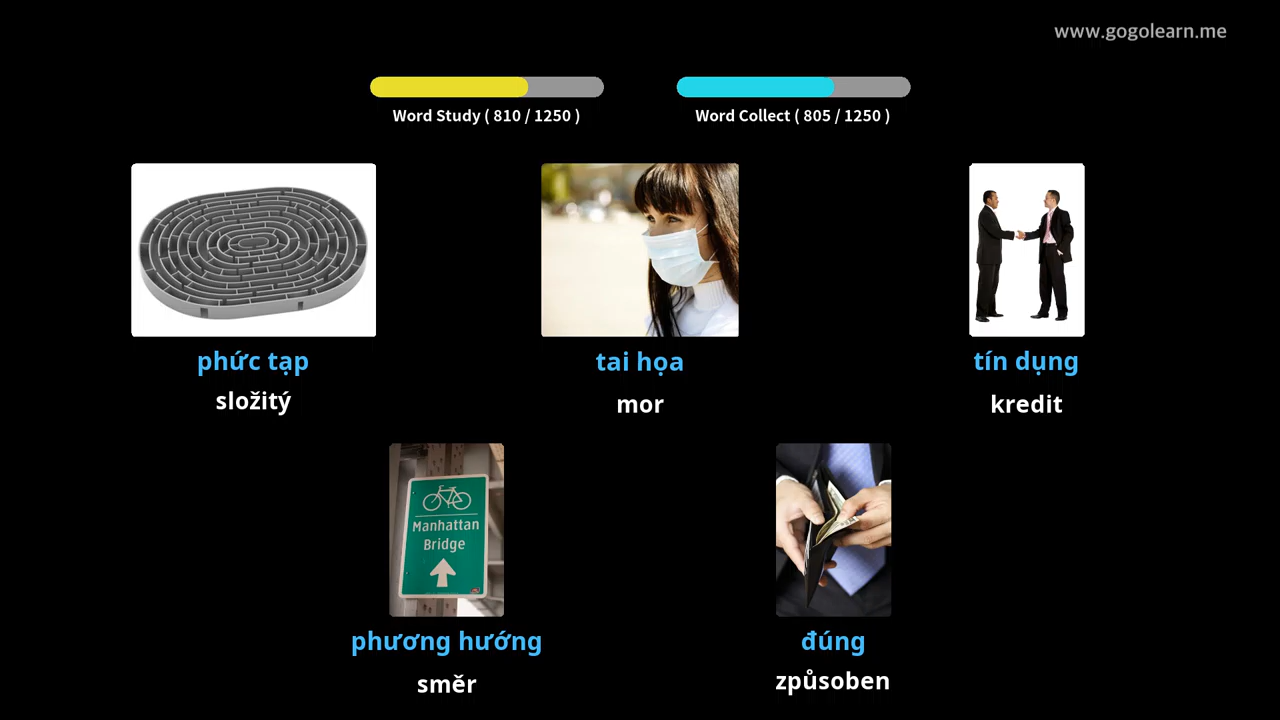 www.gogolearn.me
Word Study ( 810 / 1250 )
Word Collect ( 805 / 1250 )
phức tạp
složitý
tai họa
mor
tín dụng
kredit
Manhattan
Bridge
phương hướng
směr
đúng
způsoben